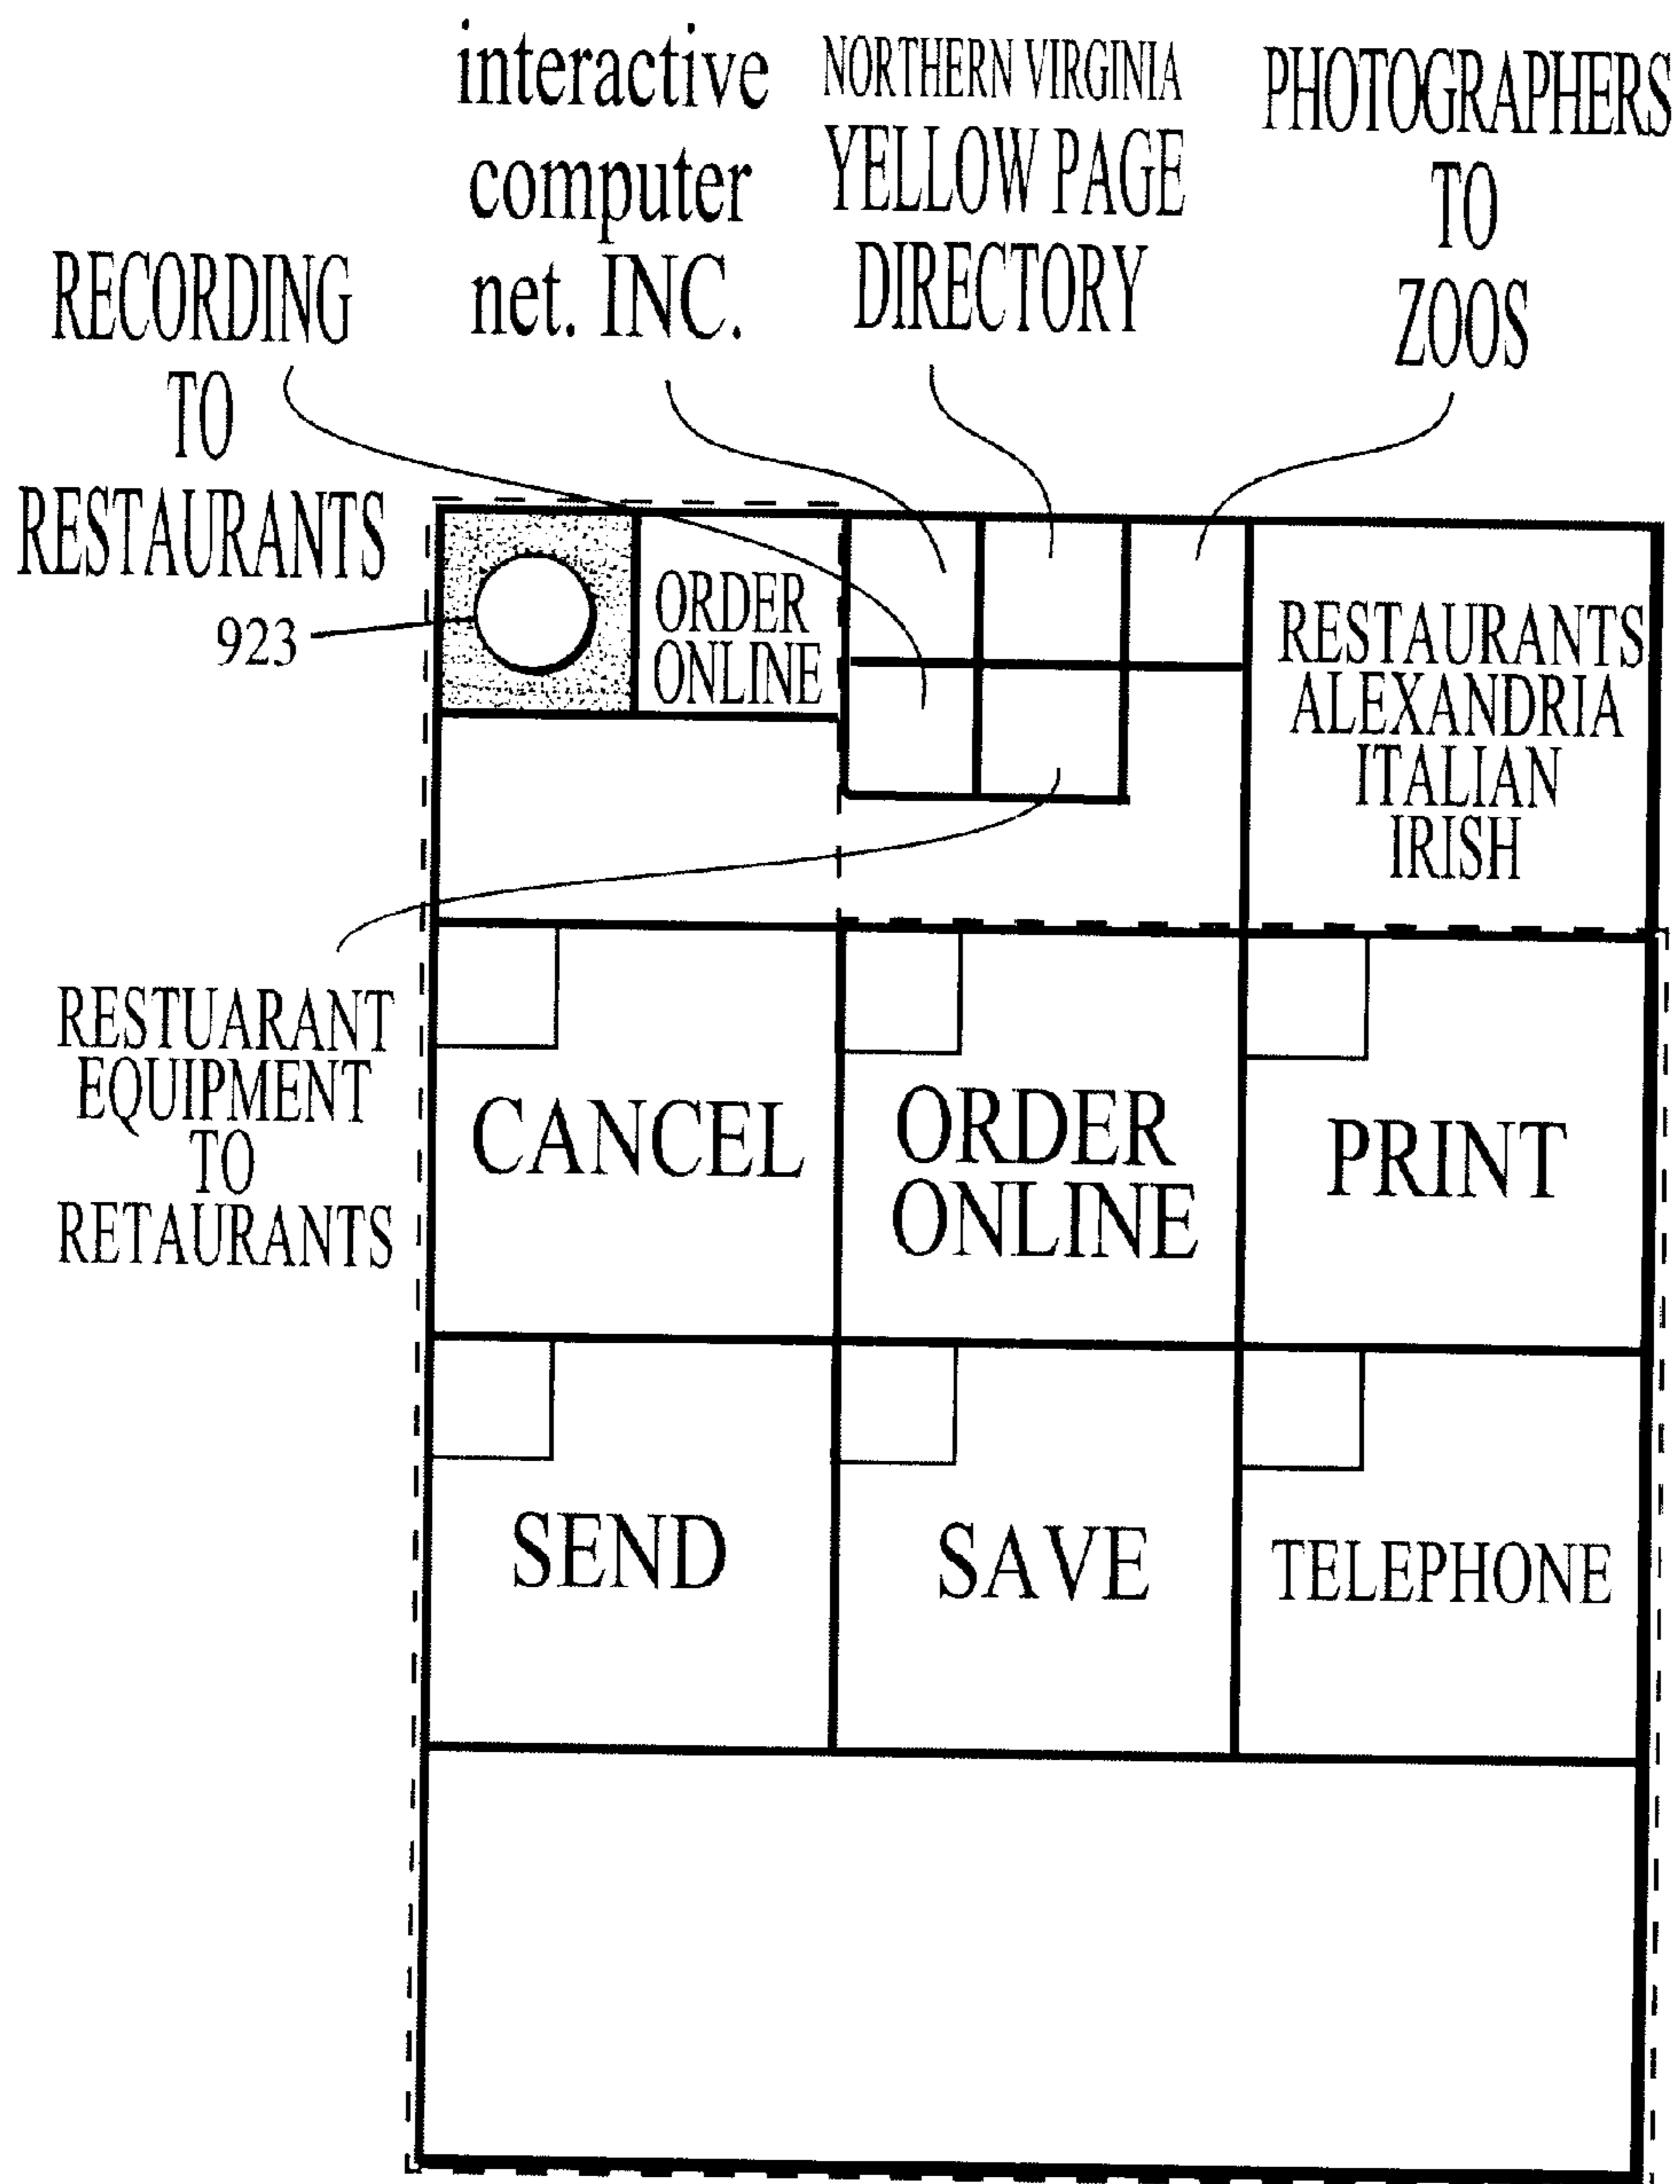 interactive
computer
net. INC.
NORTHERN VIRGINIA
YELLOW PAGE
DIRECTORY
PHOTOGRAPHERS
TO
ZOOS
RECORDING
TO
RESTAURANTS
923
ORDER
ONLINE
RESTAURANTS
ALEXANDRIA
ITALIAN
IRISH
RESTUARANT
EQUIPMENT
TO
RETAURANTS
CANCEL
ORDER
ONLINE
PRINT
SEND
SAVE
TELEPHONE